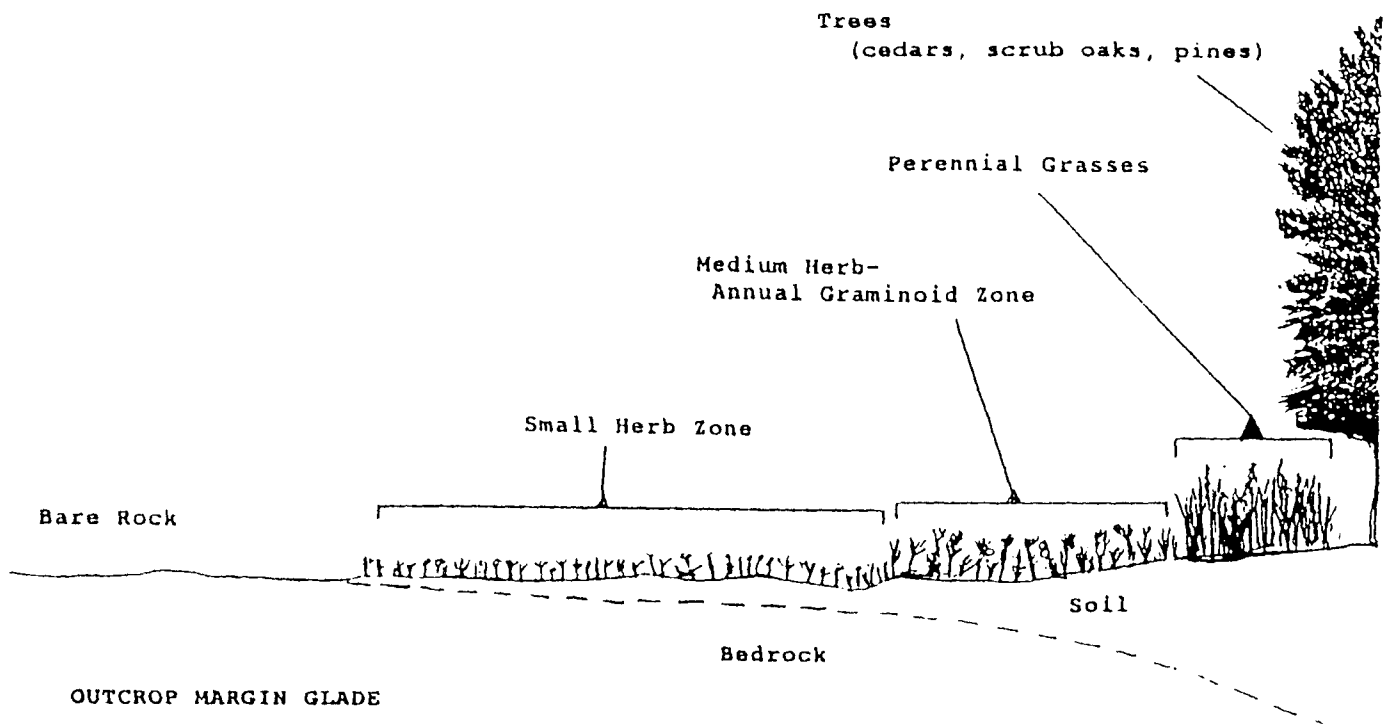 Trees
(cedars, scrub oaks, pines)
Perennial Grasses
Medium Herb-
Annual Graminoid Zone
Small Herb Zone
Bare Rock
Soil
Bedrock
OUTCROP MARGIN GLADE